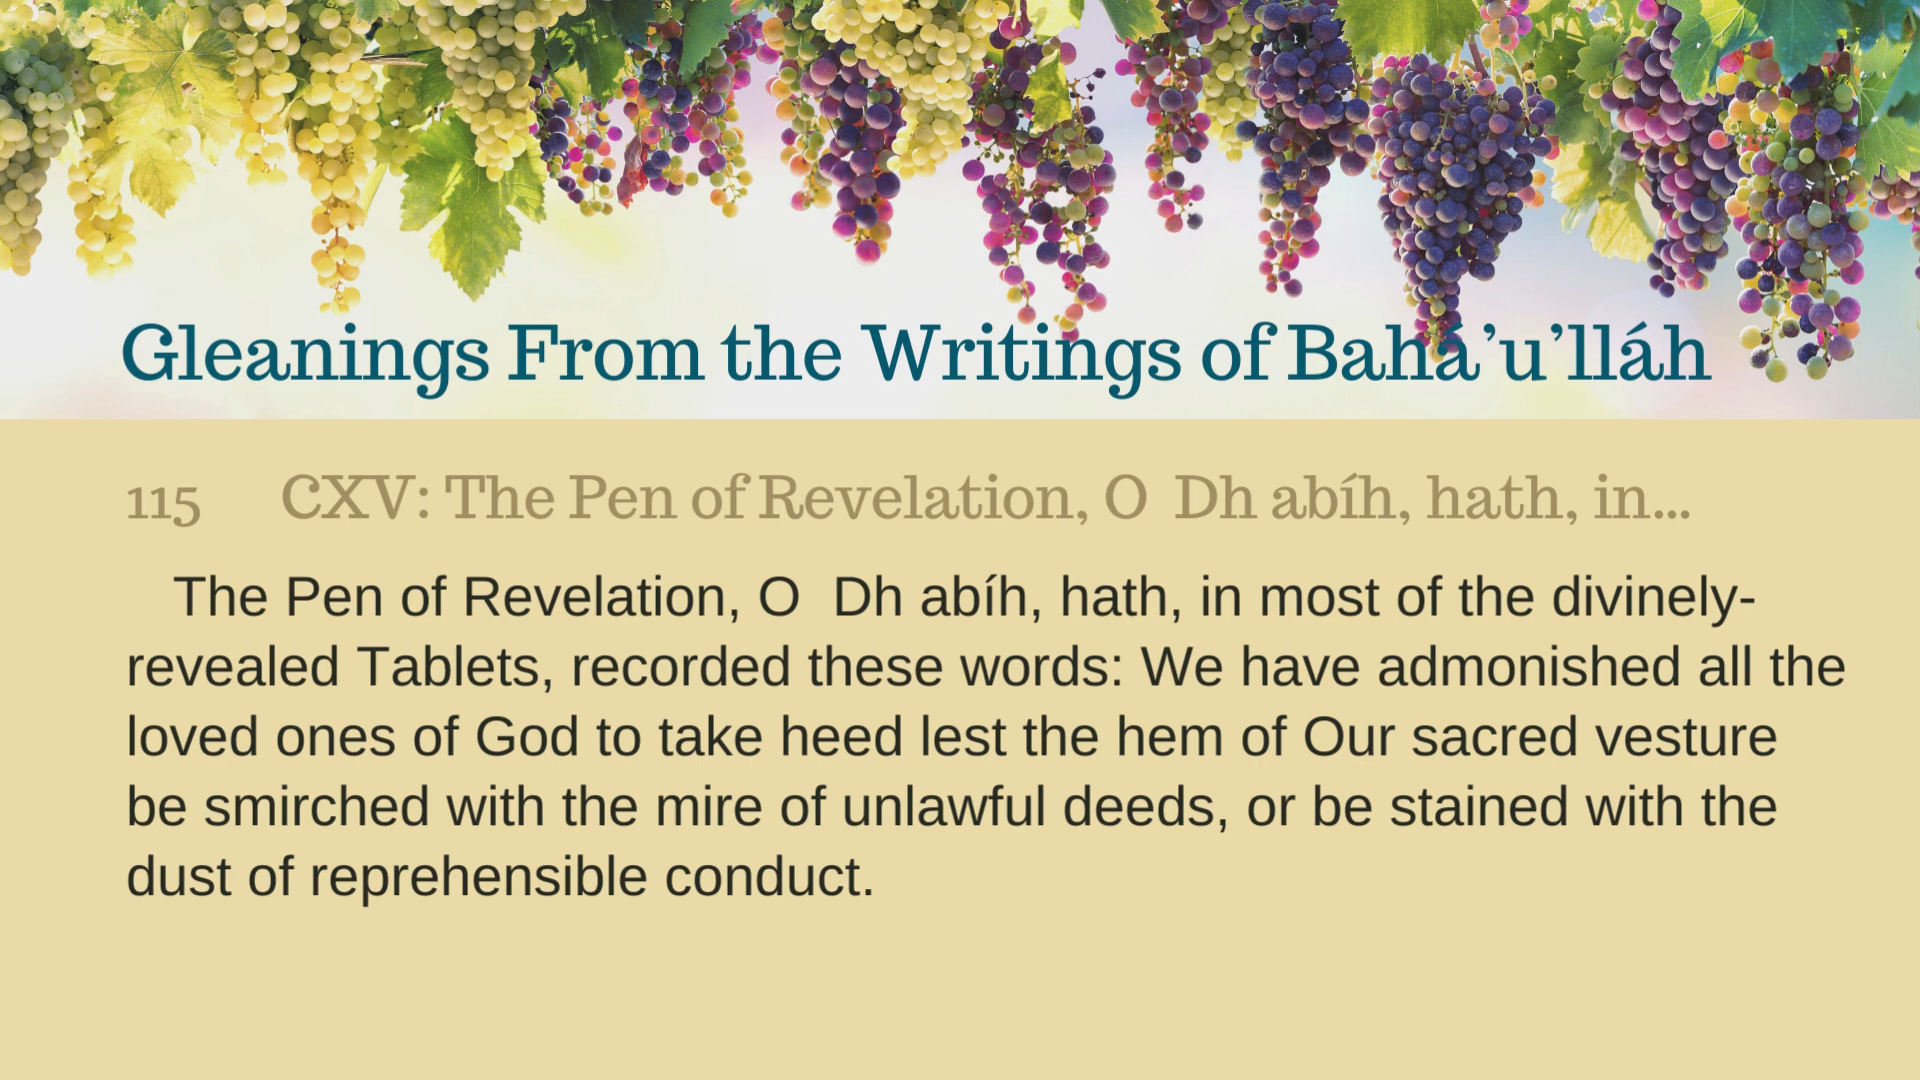 Gleanings From the Writings of Bahá’u’lláh
115 CXV: The Pen of Revelation, O Dh abíh, hath, in...
The Pen of Revelation, O Dh abíh, hath, in most of the divinely-
revealed Tablets, recorded these words: We have admonished all the
loved ones of God to take heed lest the hem of Our sacred vesture
be smirched with the mire of unlawful deeds, or be stained with the
dust of reprehensible conduct.